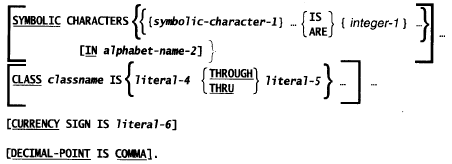 [SYMBOLIC CHARACTERS {{{symbolic-character-1} … {IS
ARE} { integer-1 } … }
[IN alphabet-name-2] } ] …
[CLASS classname IS {literal-4 {THROUGH
THRU} literal-5 } … ] …
[CURRENCY SIGN IS literal-6]
[DECIMAL-POINT IS COMMA].